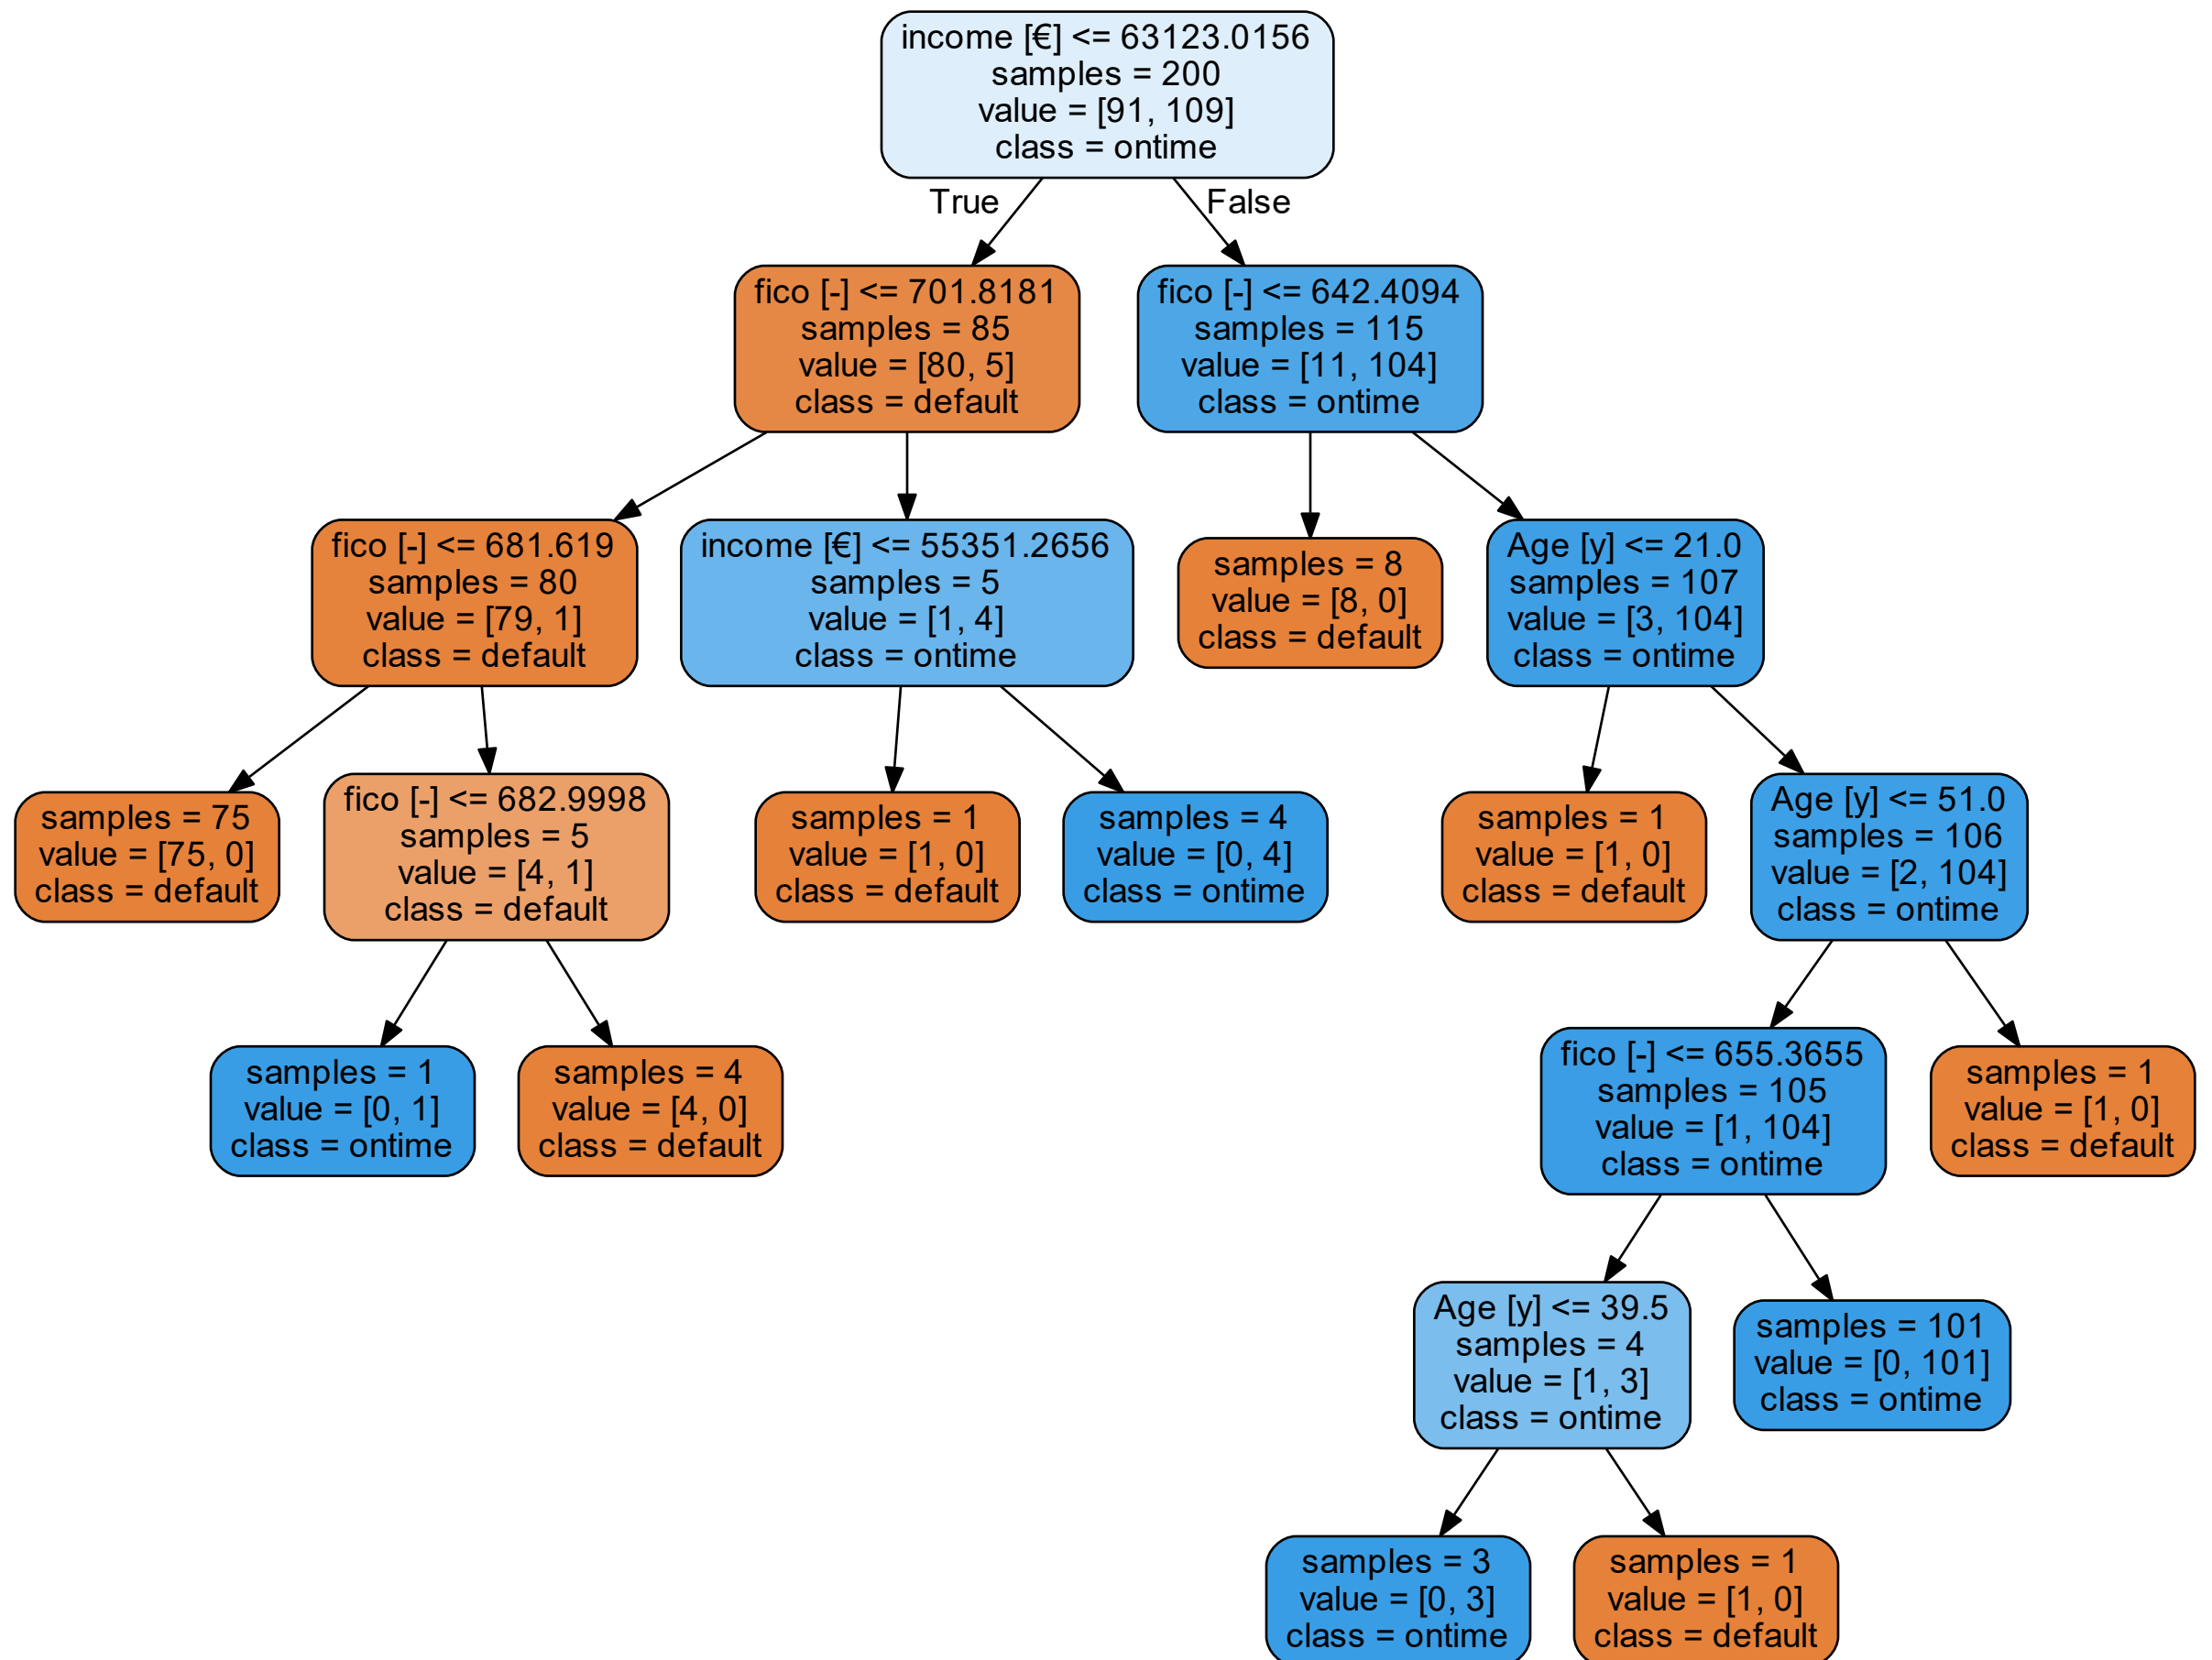 income [€] <= 63123.0156
samples = 200
value = [91, 109]
class = ontime
True
False
fico [-] <= 701.8181
samples = 85
value = [80, 5]
class = default
fico [-] <= 642.4094
samples = 115
value = [11, 104]
class = ontime
fico [-] <= 681.619
samples = 80
value = [79, 1]
class = default
income [€] <= 55351.2656
samples = 5
value = [1, 4]
class = ontime
samples = 8
value = [8, 0]
class = default
Age [y] <= 21.0
samples = 107
value = [3, 104]
class = ontime
samples = 75
value = [75, 0]
class = default
fico [-] <= 682.9998
samples = 5
value = [4, 1]
class = default
samples = 1
value = [1, 0]
class = default
samples = 4
value = [0, 4]
class = ontime
samples = 1
value = [1, 0]
class = default
Age [y] <= 51.0
samples = 106
value = [2, 104]
class = ontime
samples = 1
value = [0, 1]
class = ontime
samples = 4
value = [4, 0]
class = default
fico [-] <= 655.3655
samples = 105
value = [1, 104]
class = ontime
samples = 1
value = [1, 0]
class = default
Age [y] <= 39.5
samples = 4
value = [1, 3]
class = ontime
samples = 101
value = [0, 101]
class = ontime
samples = 3
value = [0, 3]
class = ontime
samples = 1
value = [1, 0]
class = default